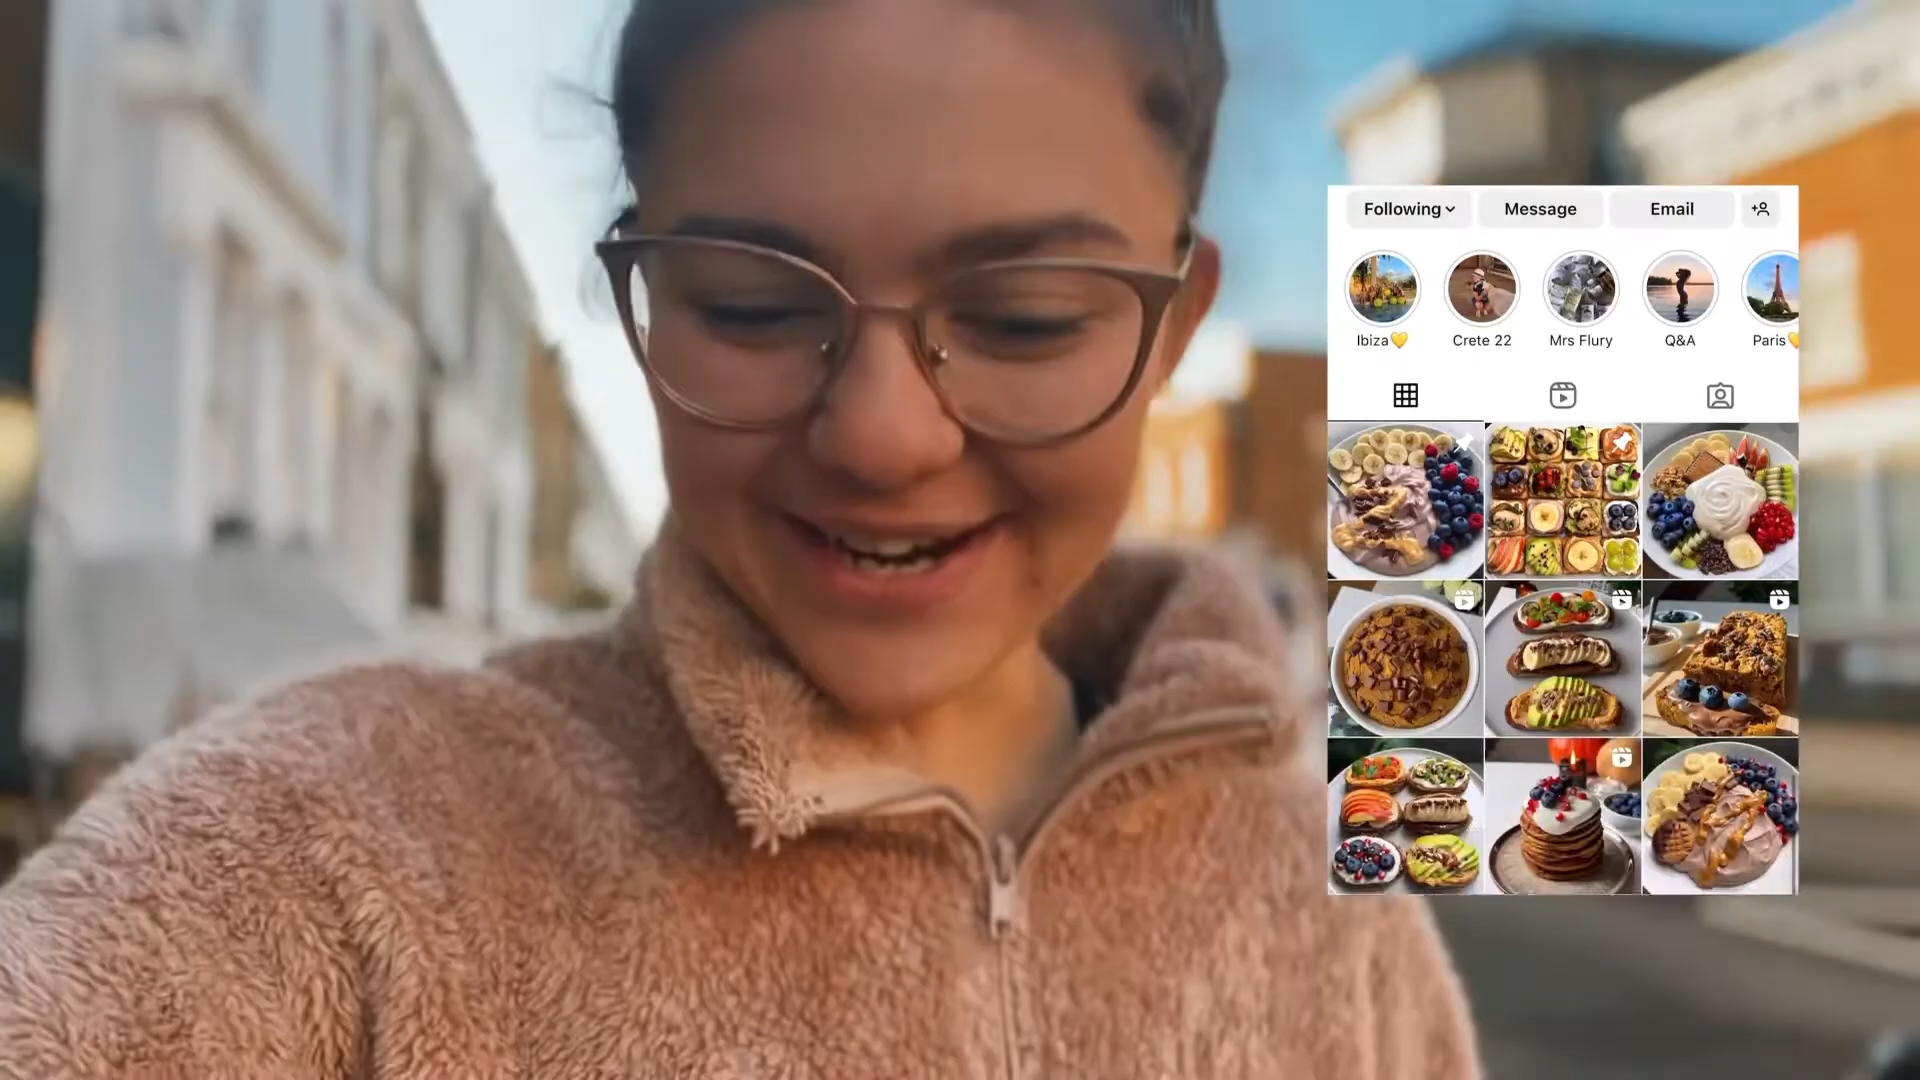 Following Message Email
Ibiza💛 Crete 22 Mrs Flury Q&A Paris